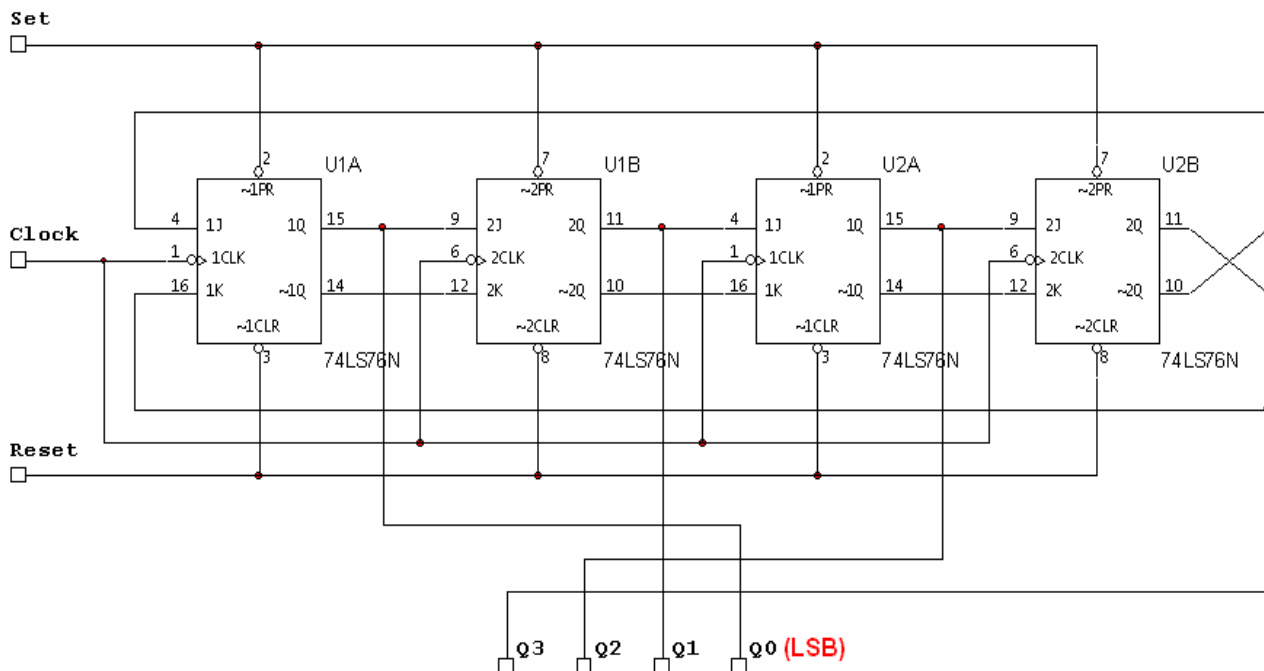 Set
2 U1A 7 U1B 2 U2A 7 U2B
~1PR ~2PR ~1PR ~2PR
4 1J 1Q 15 9 2J 2Q 11 4 1J 1Q 15 9 2J 2Q 11
Clock
1 1CLK 6 2CLK 1 1CLK 6 2CLK
16 1K ~1Q 14 12 2K ~2Q 10 16 1K ~1Q 14 12 2K ~2Q 10
~1CLR ~2CLR ~1CLR ~2CLR
3 74LS76N 8 74LS76N 3 74LS76N 8 74LS76N
Reset
Q3 Q2 Q1 Q0 (LSB)